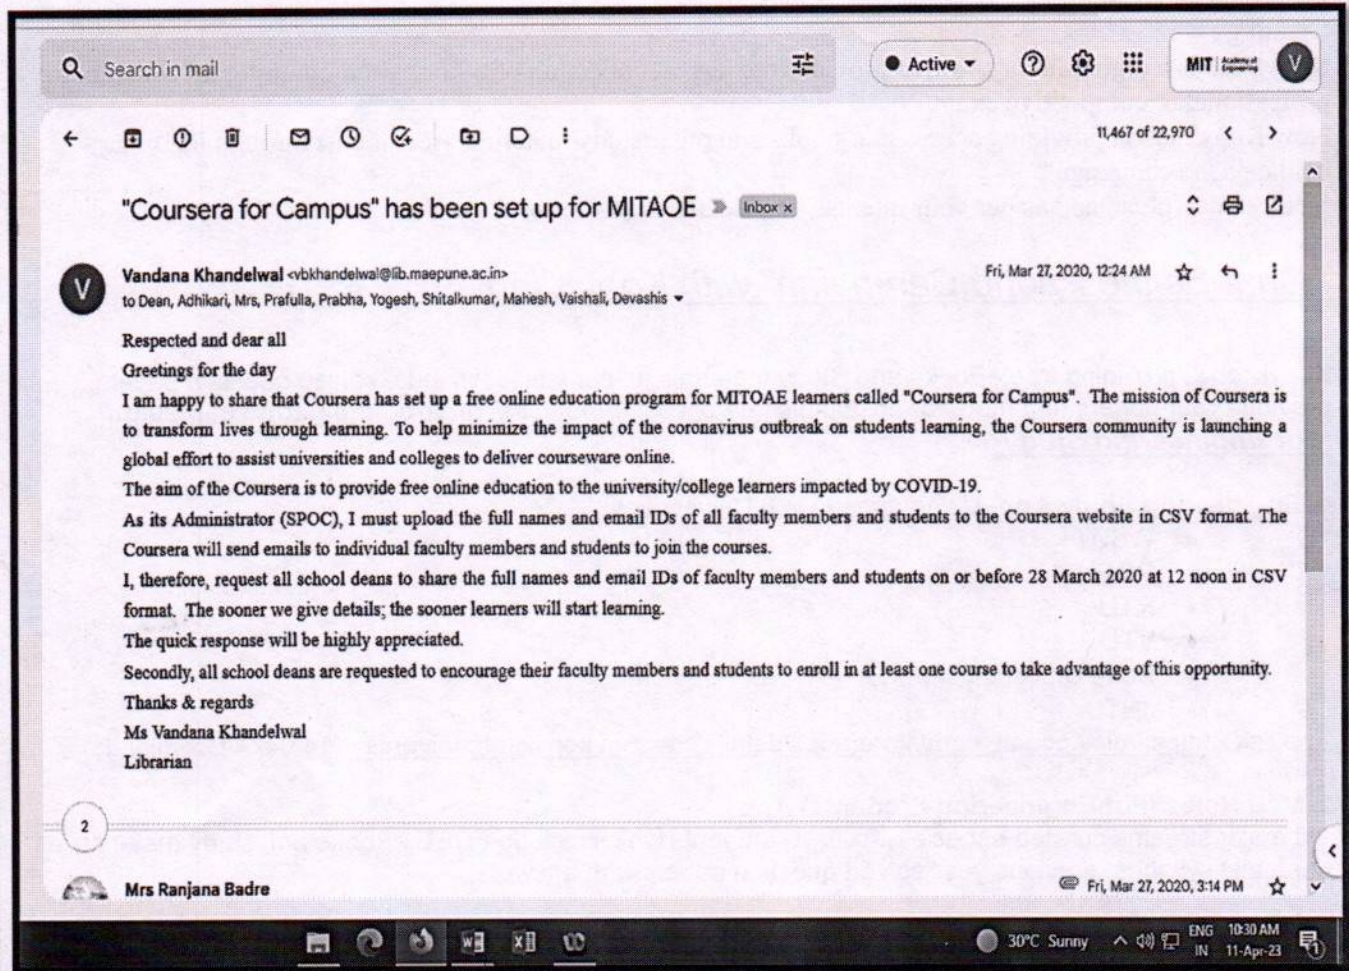 Search in mail
Active
MIT Academy of Engineering
V
11,467 of 22,970
"Coursera for Campus" has been set up for MITAOE
Inbox x
V
Vandana Khandelwal <vbkhandelwal@lib.maepune.ac.in>
Fri, Mar 27, 2020, 12:24 AM
to Dean, Adhikari, Mrs, Prafulla, Prabha, Yogesh, Shitalkumar, Mahesh, Vaishali, Devashis
Respected and dear all
Greetings for the day
I am happy to share that Coursera has set up a free online education program for MITOAE learners called "Coursera for Campus". The mission of Coursera is
to transform lives through learning. To help minimize the impact of the coronavirus outbreak on students learning, the Coursera community is launching a
global effort to assist universities and colleges to deliver courseware online.
The aim of the Coursera is to provide free online education to the university/college learners impacted by COVID-19.
As its Administrator (SPOC), I must upload the full names and email IDs of all faculty members and students to the Coursera website in CSV format. The
Coursera will send emails to individual faculty members and students to join the courses.
I, therefore, request all school deans to share the full names and email IDs of faculty members and students on or before 28 March 2020 at 12 noon in CSV
format. The sooner we give details; the sooner learners will start learning.
The quick response will be highly appreciated.
Secondly, all school deans are requested to encourage their faculty members and students to enroll in at least one course to take advantage of this opportunity.
Thanks & regards
Ms Vandana Khandelwal
Librarian
2
Mrs Ranjana Badre
Fri, Mar 27, 2020, 3:14 PM
30°C Sunny
ENG
IN
10:30 AM
11-Apr-23